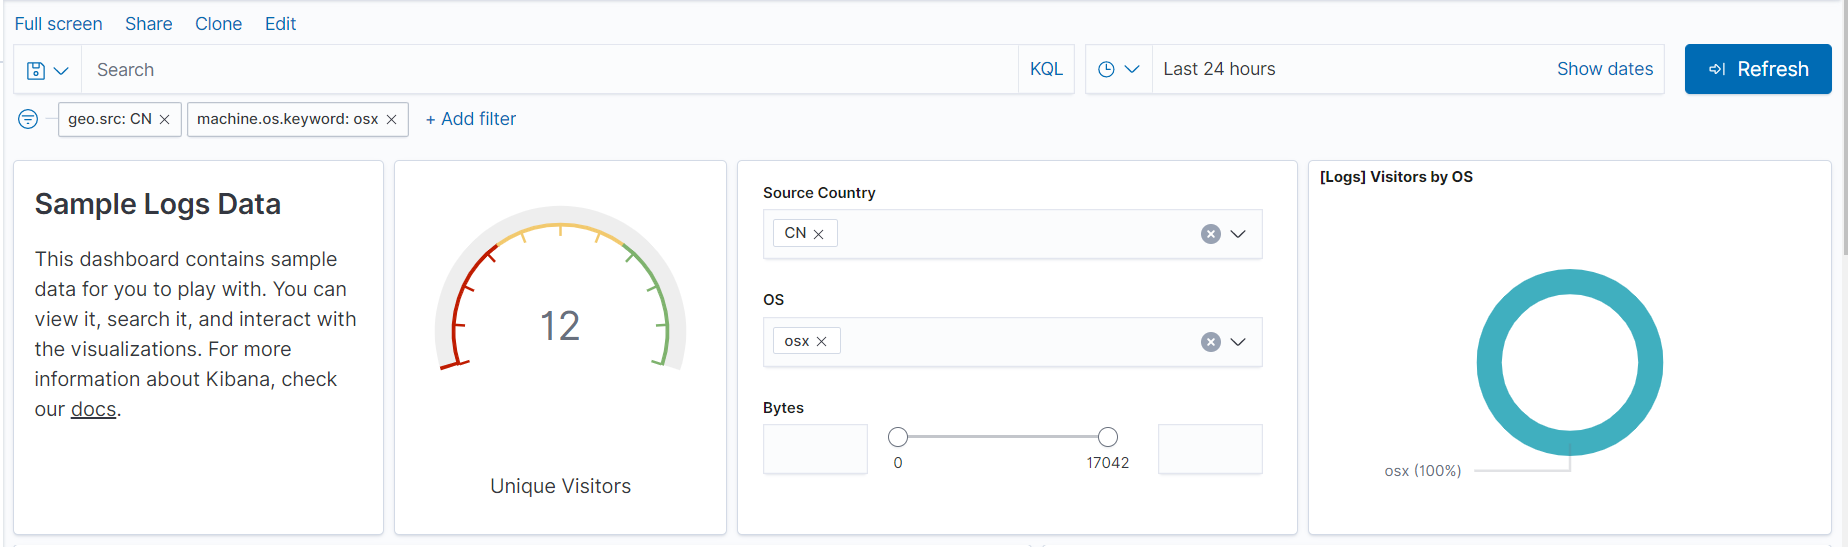 Full screen Share Clone Edit
Search KQL Last 24 hours Show dates Refresh
geo.src: CN machine.os.keyword: osx + Add filter
Sample Logs Data
This dashboard contains sample
data for you to play with. You can
view it, search it, and interact with
the visualizations. For more
information about Kibana, check
our docs.
12
Unique Visitors
Source Country
CN
OS
osx
Bytes
0 17042
[Logs] Visitors by OS
osx (100%)